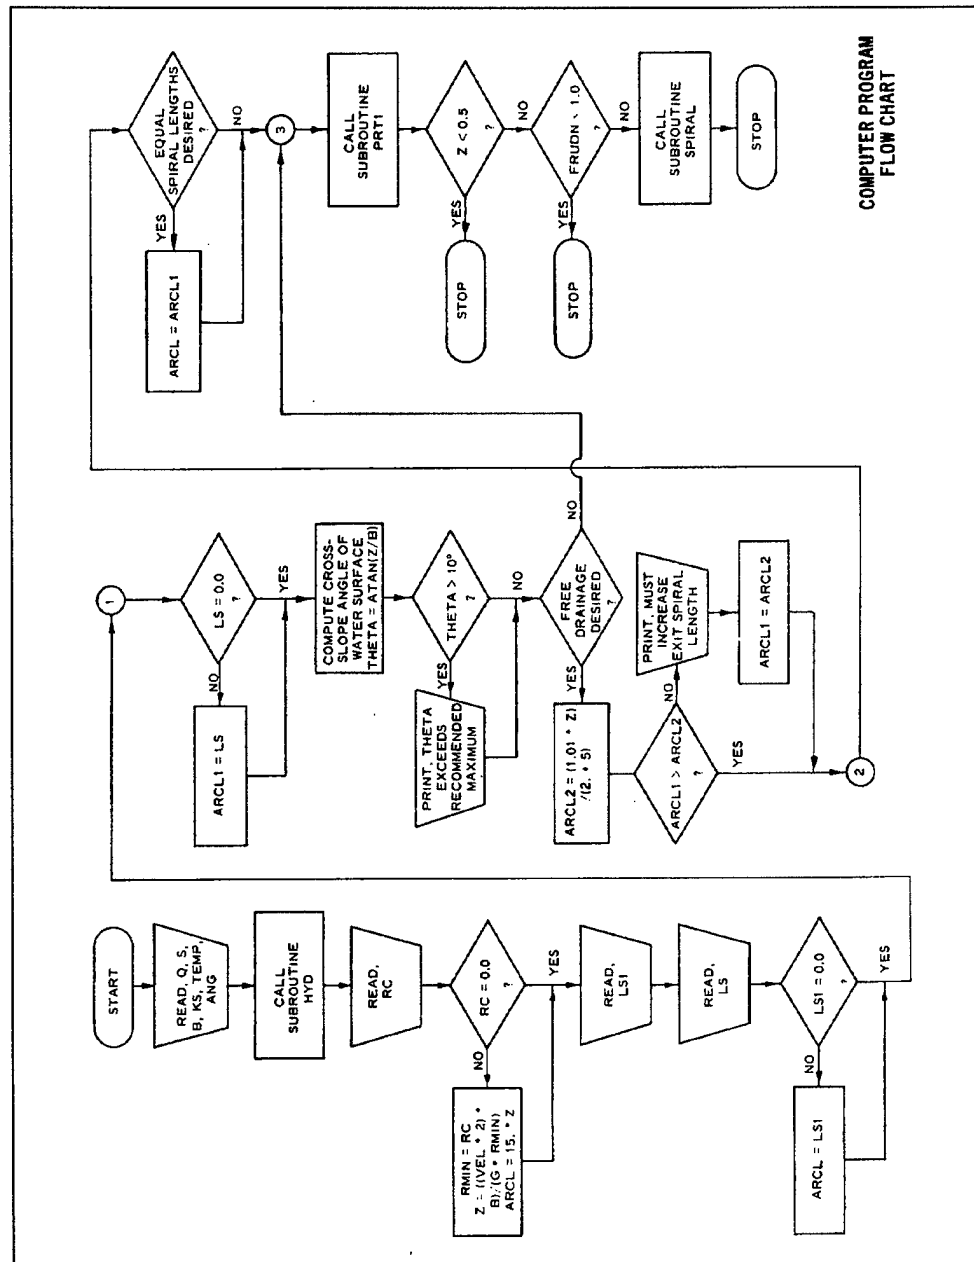 START
READ, Q, S,
B, KS, TEMP,
ANG
CALL
SUBROUTINE
HYD
READ,
RC
RC = 0.0
?
NO
YES
RMIN = RC
Z = ((VEL * 2) *
B)/(G * RMIN)
ARCL = 15. * Z
READ,
LS1
READ,
LS
LS1 = 0.0
?
NO
YES
ARCL = LS1
1
LS = 0.0
?
NO
YES
ARCL1 = LS
COMPUTE CROSS-
SLOPE ANGLE OF
WATER SURFACE
THETA = ATAN(Z/B)
THETA > 10°
?
YES
NO
PRINT, THETA
EXCEEDS
RECOMMENDED
MAXIMUM
FREE
DRAINAGE
DESIRED
?
YES
NO
ARCL2 = (1.01 * Z)
/(2. * S)
ARCL1 > ARCL2
?
NO
YES
PRINT, MUST
INCREASE
EXIT SPIRAL
LENGTH
ARCL1 = ARCL2
2
EQUAL
SPIRAL LENGTHS
DESIRED
?
YES
NO
ARCL = ARCL1
3
CALL
SUBROUTINE
PRT1
Z < 0.5
?
YES
NO
STOP
FRUDN 1.0
?
YES
NO
STOP
CALL
SUBROUTINE
SPIRAL
STOP
COMPUTER PROGRAM
FLOW CHART